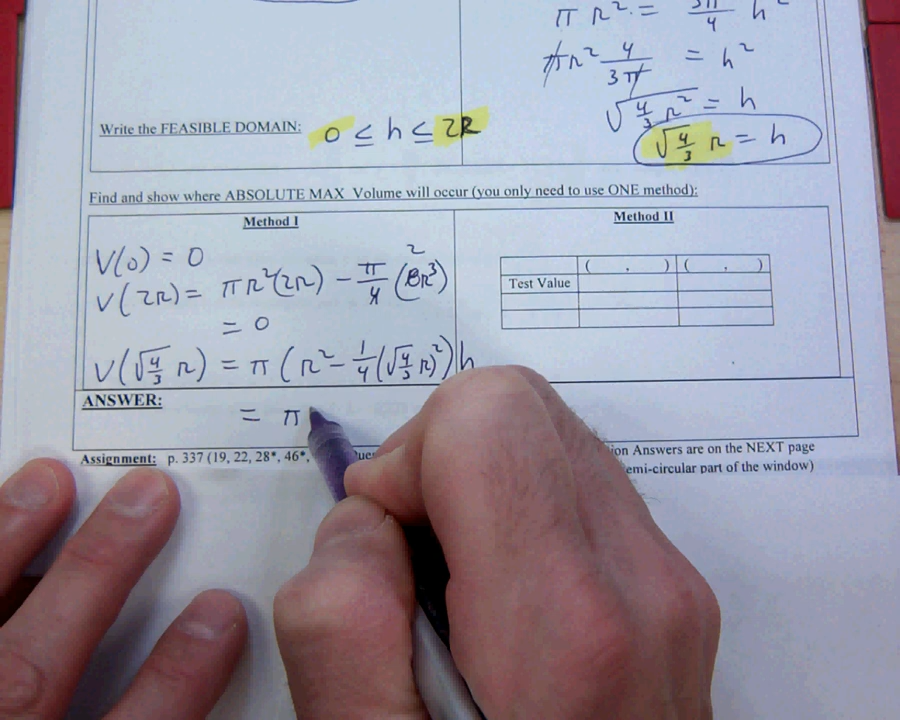 π R² = 3π/4 h²
πR² 4/3π = h²
√(4/3 R²) = h
√(4/3) R = h
Write the FEASIBLE DOMAIN: 0 ≤ h ≤ 2R
Find and show where ABSOLUTE MAX Volume will occur (you only need to use ONE method):
Method I
V(0) = 0
V(2R) = πR²(2R) − π/4 (8R³)
2
= 0
V(√(4/3) R) = π(R² − 1/4(√(4/3) R)²)h
Method II
( , ) ( , )
Test Value
ANSWER:
= π
Assignment: p. 337 (19, 22, 28*, 46*,
ion Answers are on the NEXT page
emi-circular part of the window)